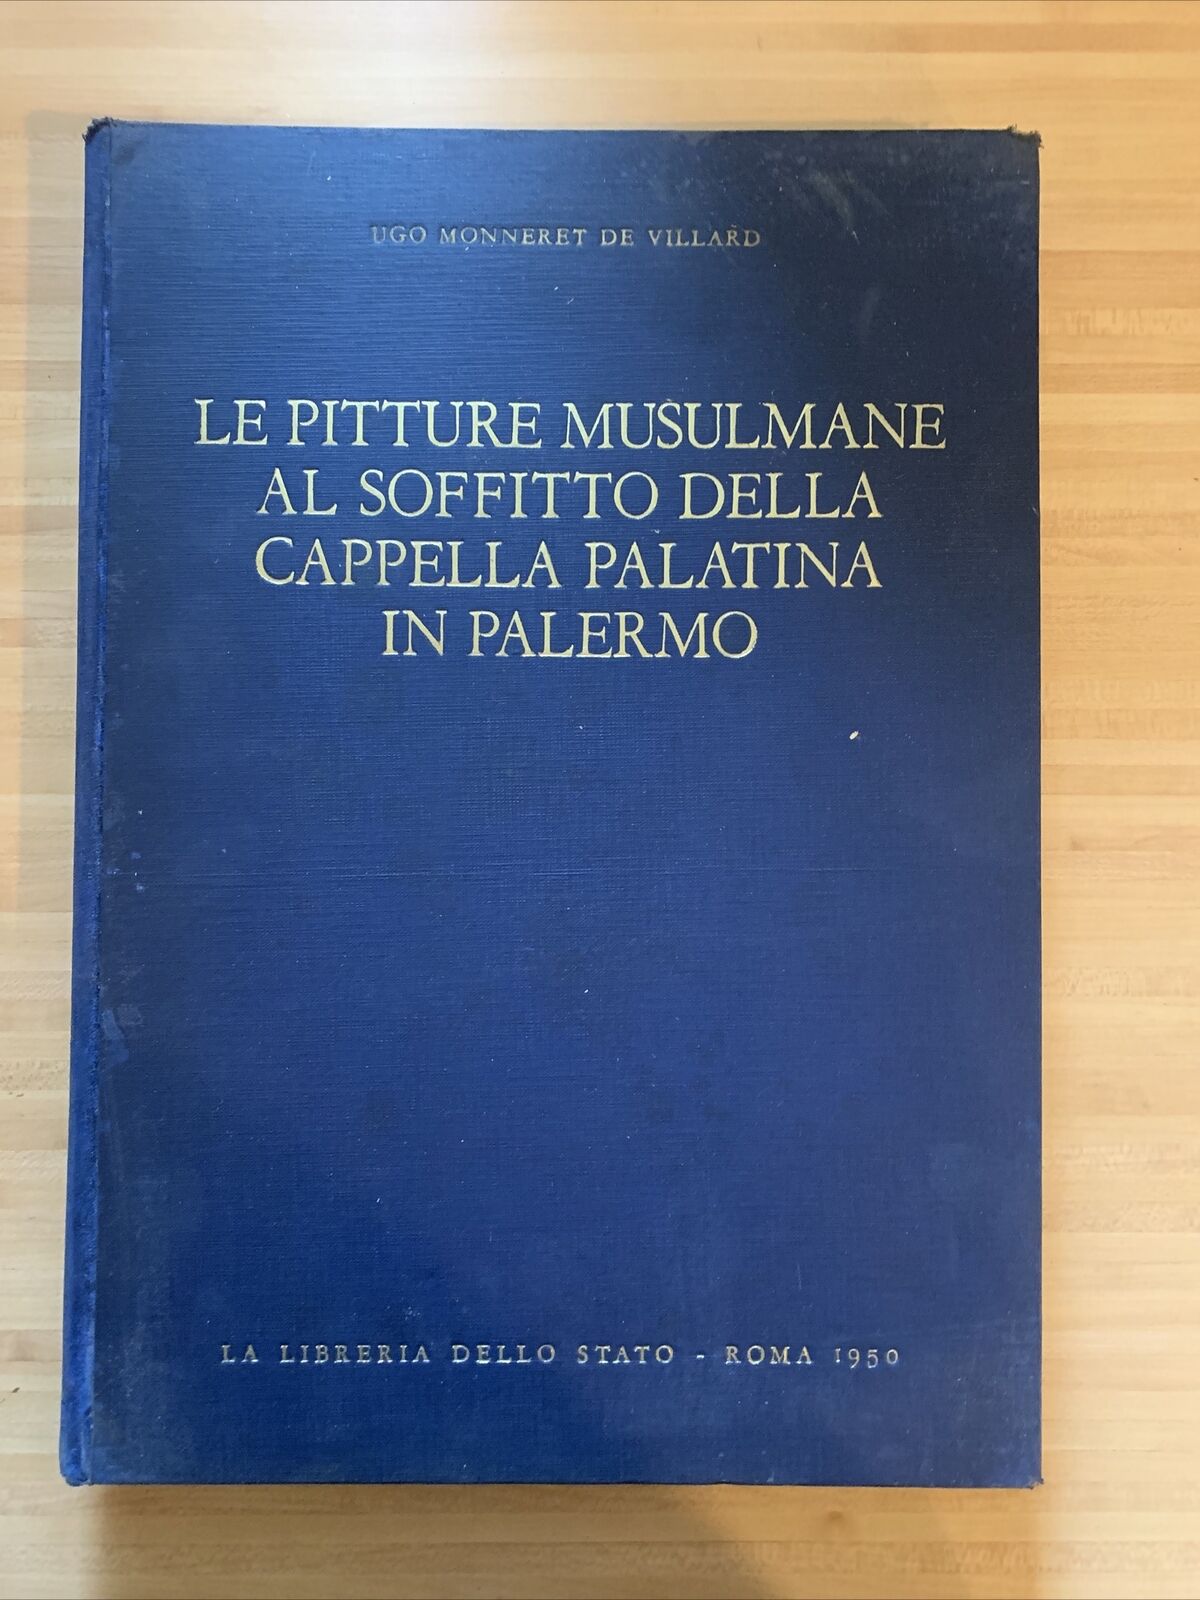 UGO MONNERET DE VILLARD
LE PITTURE MUSULMANE
AL SOFFITTO DELLA
CAPPELLA PALATINA
IN PALERMO
LA LIBRERIA DELLO STATO - ROMA 1950